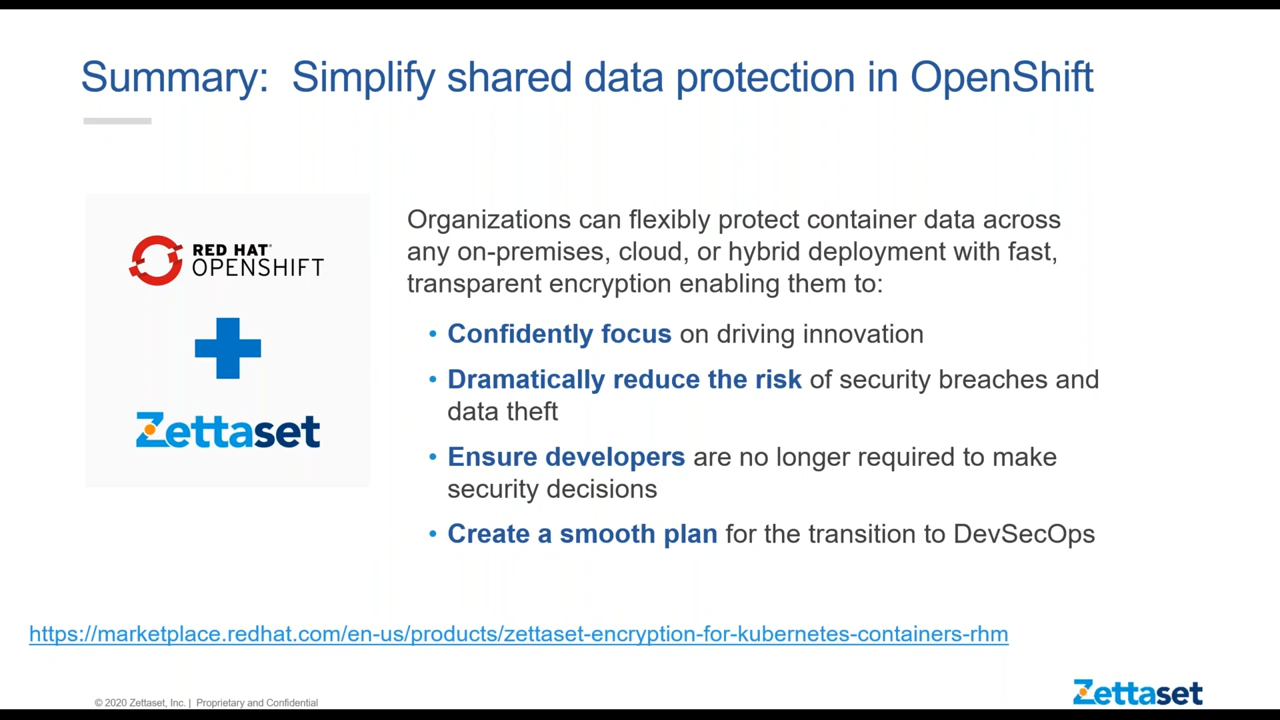 Summary:  Simplify shared data protection in OpenShift
RED HAT®
OPENSHIFT
Zettaset
Organizations can flexibly protect container data across
any on-premises, cloud, or hybrid deployment with fast,
transparent encryption enabling them to:
• Confidently focus on driving innovation
• Dramatically reduce the risk of security breaches and
data theft
• Ensure developers are no longer required to make
security decisions
• Create a smooth plan for the transition to DevSecOps
https://marketplace.redhat.com/en-us/products/zettaset-encryption-for-kubernetes-containers-rhm
© 2020 Zettaset, Inc. | Proprietary and Confidential
Zettaset